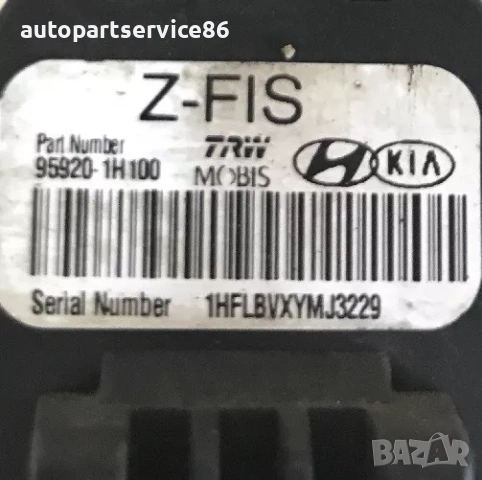 autopartservice86
Z-FIS
Part Number
95920-1H100
TRW
MOBIS
KIA
Serial Number 1HFLBVXYMJ3229
BAZAR